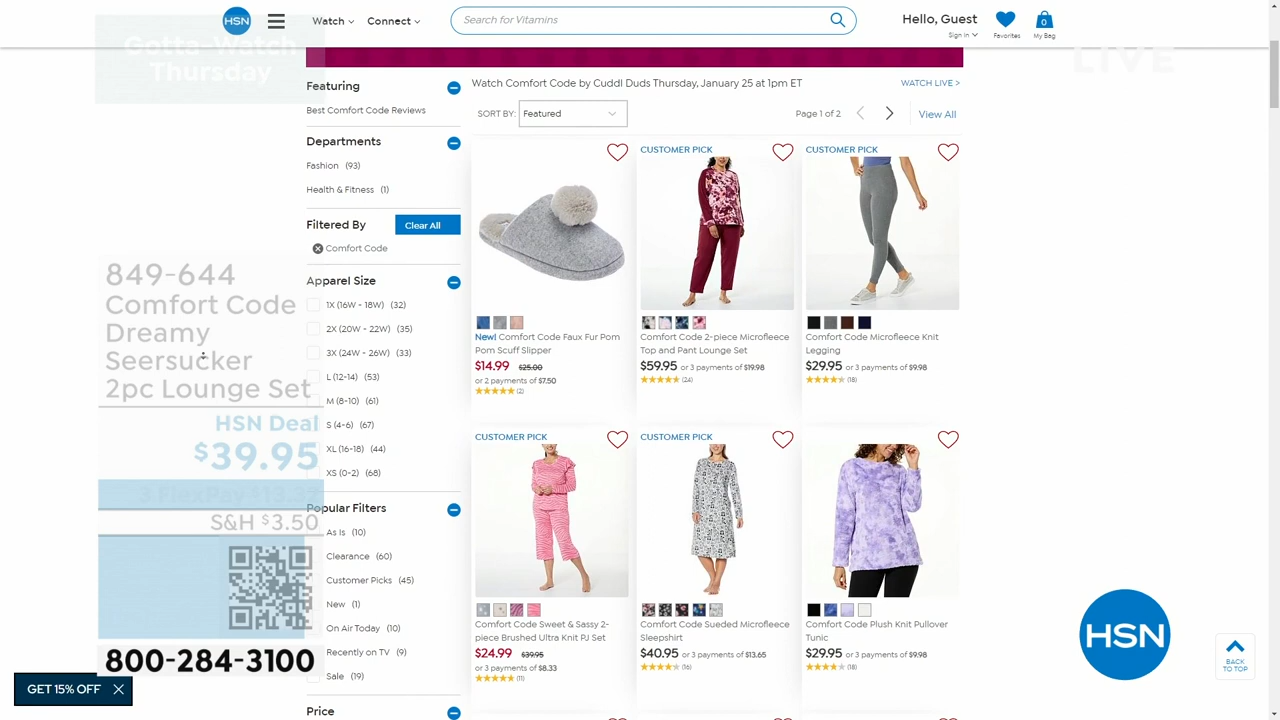 HSN
Watch
Connect
Search for Vitamins
Hello, Guest
Sign In
Favorites
0
My Bag
Gotta-Watch
Thursday
LIVE
Featuring
Best Comfort Code Reviews
Departments
Fashion (93)
Health & Fitness (1)
Filtered By
Clear All
Comfort Code
Apparel Size
1X (16W - 18W) (32)
2X (20W - 22W) (35)
3X (24W - 26W) (33)
L (12-14) (53)
M (8-10) (61)
S (4-6) (67)
XL (16-18) (44)
XS (0-2) (68)
Popular Filters
As Is (10)
Clearance (60)
Customer Picks (45)
New (1)
On Air Today (10)
Recently on TV (9)
Sale (19)
Price
849-644
Comfort Code
Dreamy
Seersucker
2pc Lounge Set
HSN Deal
$39.95
3 FlexPay
S&H $3.50
800-284-3100
GET 15% OFF
Watch Comfort Code by Cuddl Duds Thursday, January 25 at 1pm ET
WATCH LIVE >
SORT BY: Featured
Page 1 of 2
View All
New! Comfort Code Faux Fur Pom
Pom Scuff Slipper
$14.99 $25.00
or 2 payments of $7.50
(2)
CUSTOMER PICK
Comfort Code 2-piece Microfleece
Top and Pant Lounge Set
$59.95 or 3 payments of $19.98
(24)
CUSTOMER PICK
Comfort Code Microfleece Knit
Legging
$29.95 or 3 payments of $9.98
(18)
CUSTOMER PICK
Comfort Code Sweet & Sassy 2-
piece Brushed Ultra Knit PJ Set
$24.99 $39.95
or 3 payments of $8.33
(11)
CUSTOMER PICK
Comfort Code Sueded Microfleece
Sleepshirt
$40.95 or 3 payments of $13.65
(16)
Comfort Code Plush Knit Pullover
Tunic
$29.95 or 3 payments of $9.98
(18)
HSN
BACK
TO TOP